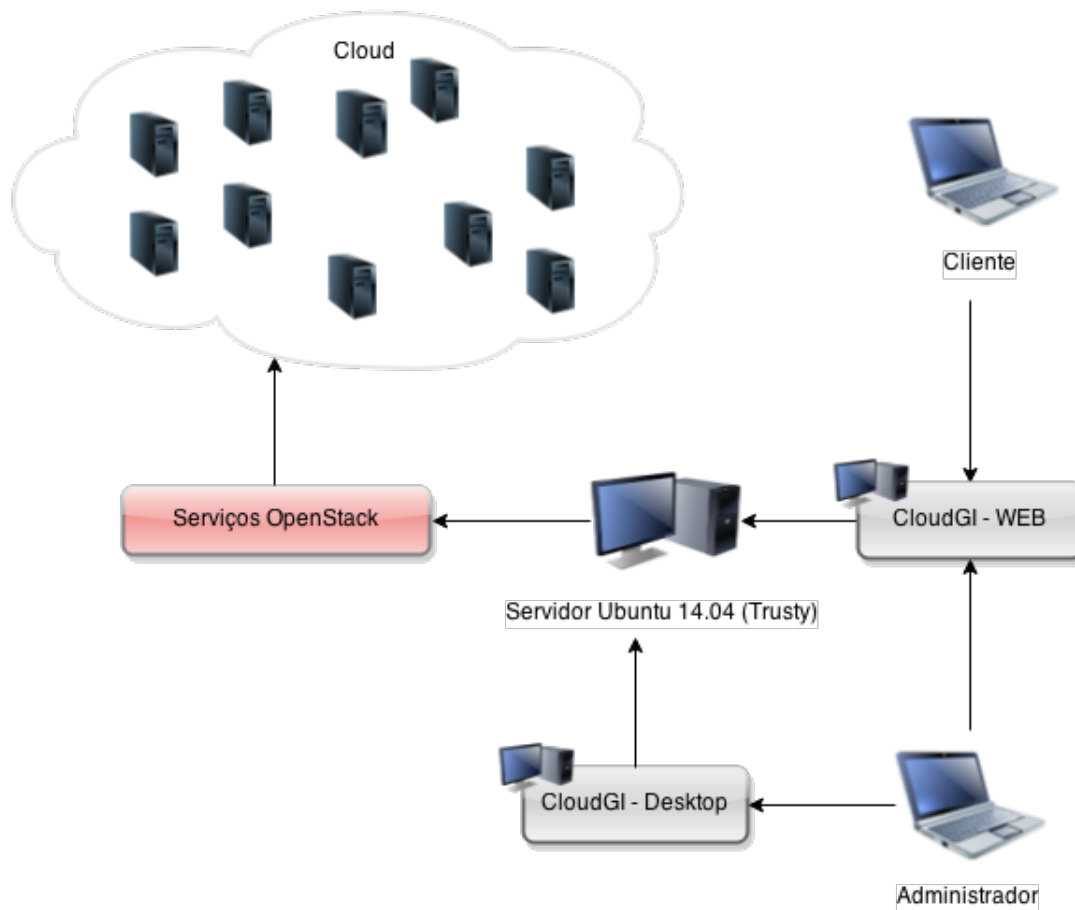 Cloud
Cliente
Serviços OpenStack
CloudGI - WEB
Servidor Ubuntu 14.04 (Trusty)
CloudGI - Desktop
Administrador